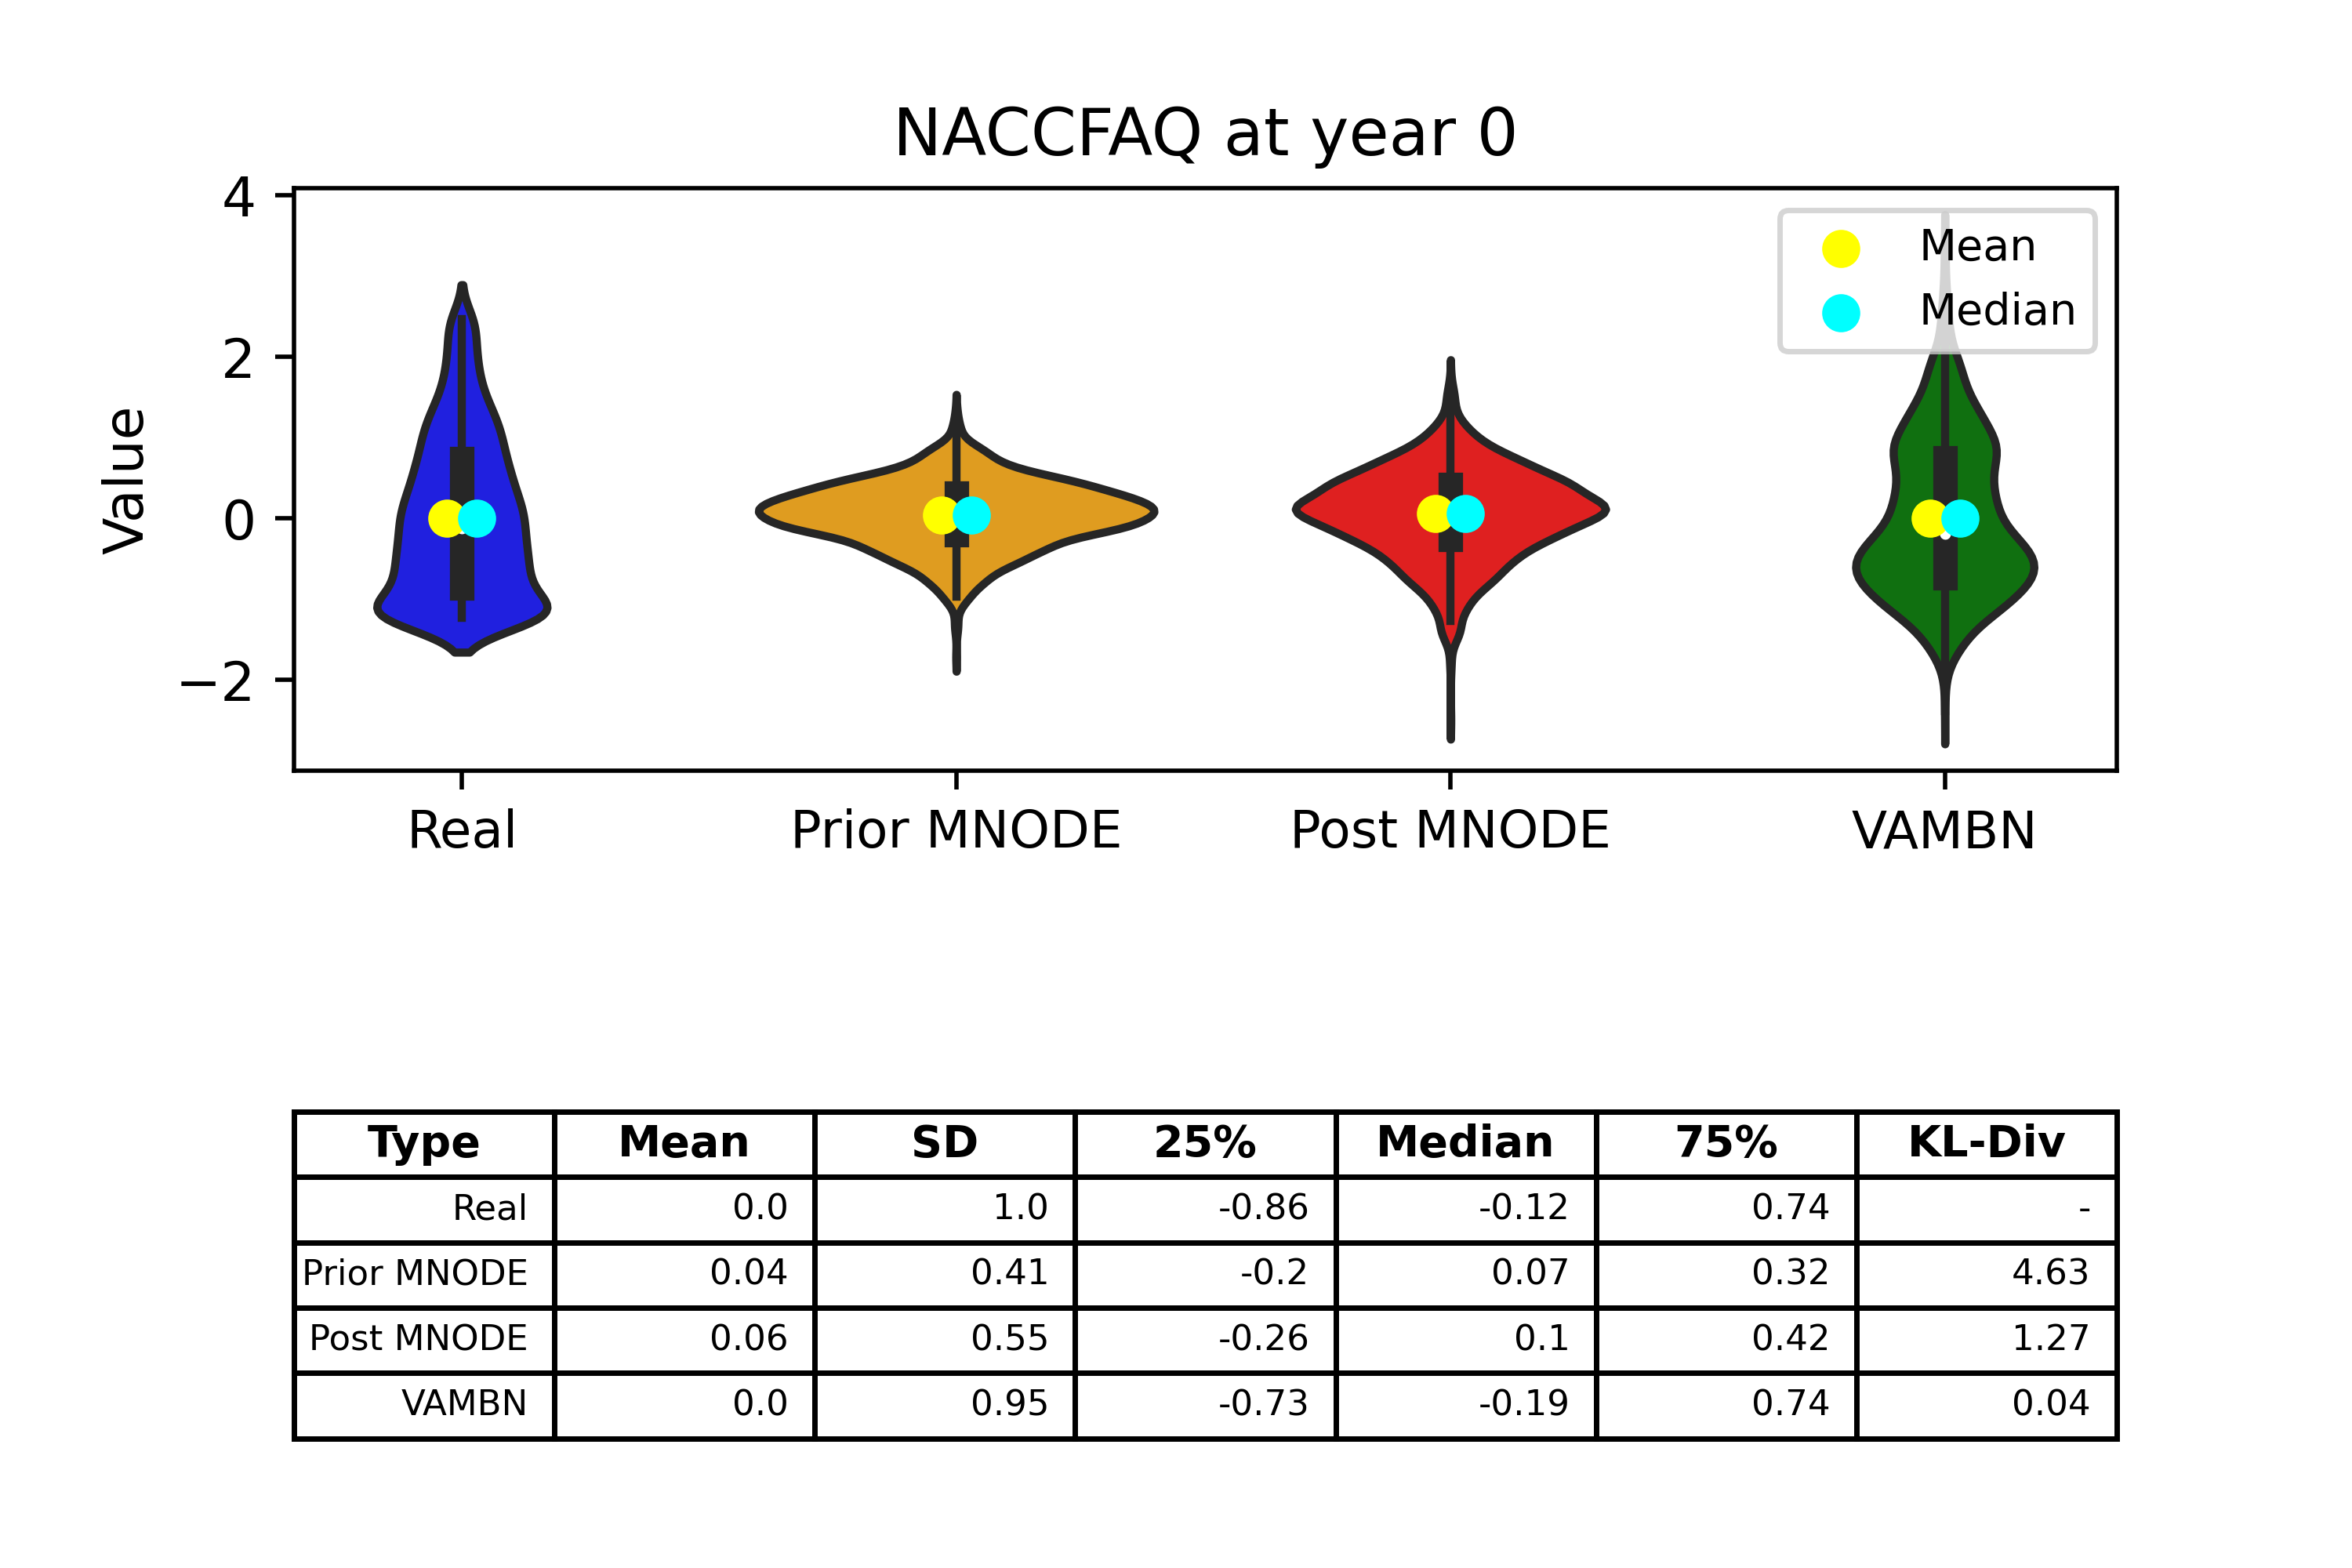 NACCFAQ at year 0
4
2
0
−2
Value
Mean
Median
Real Prior MNODE Post MNODE VAMBN
Type Mean SD 25% Median 75% KL-Div
Real 0.0 1.0 -0.86 -0.12 0.74 -
Prior MNODE 0.04 0.41 -0.2 0.07 0.32 4.63
Post MNODE 0.06 0.55 -0.26 0.1 0.42 1.27
VAMBN 0.0 0.95 -0.73 -0.19 0.74 0.04